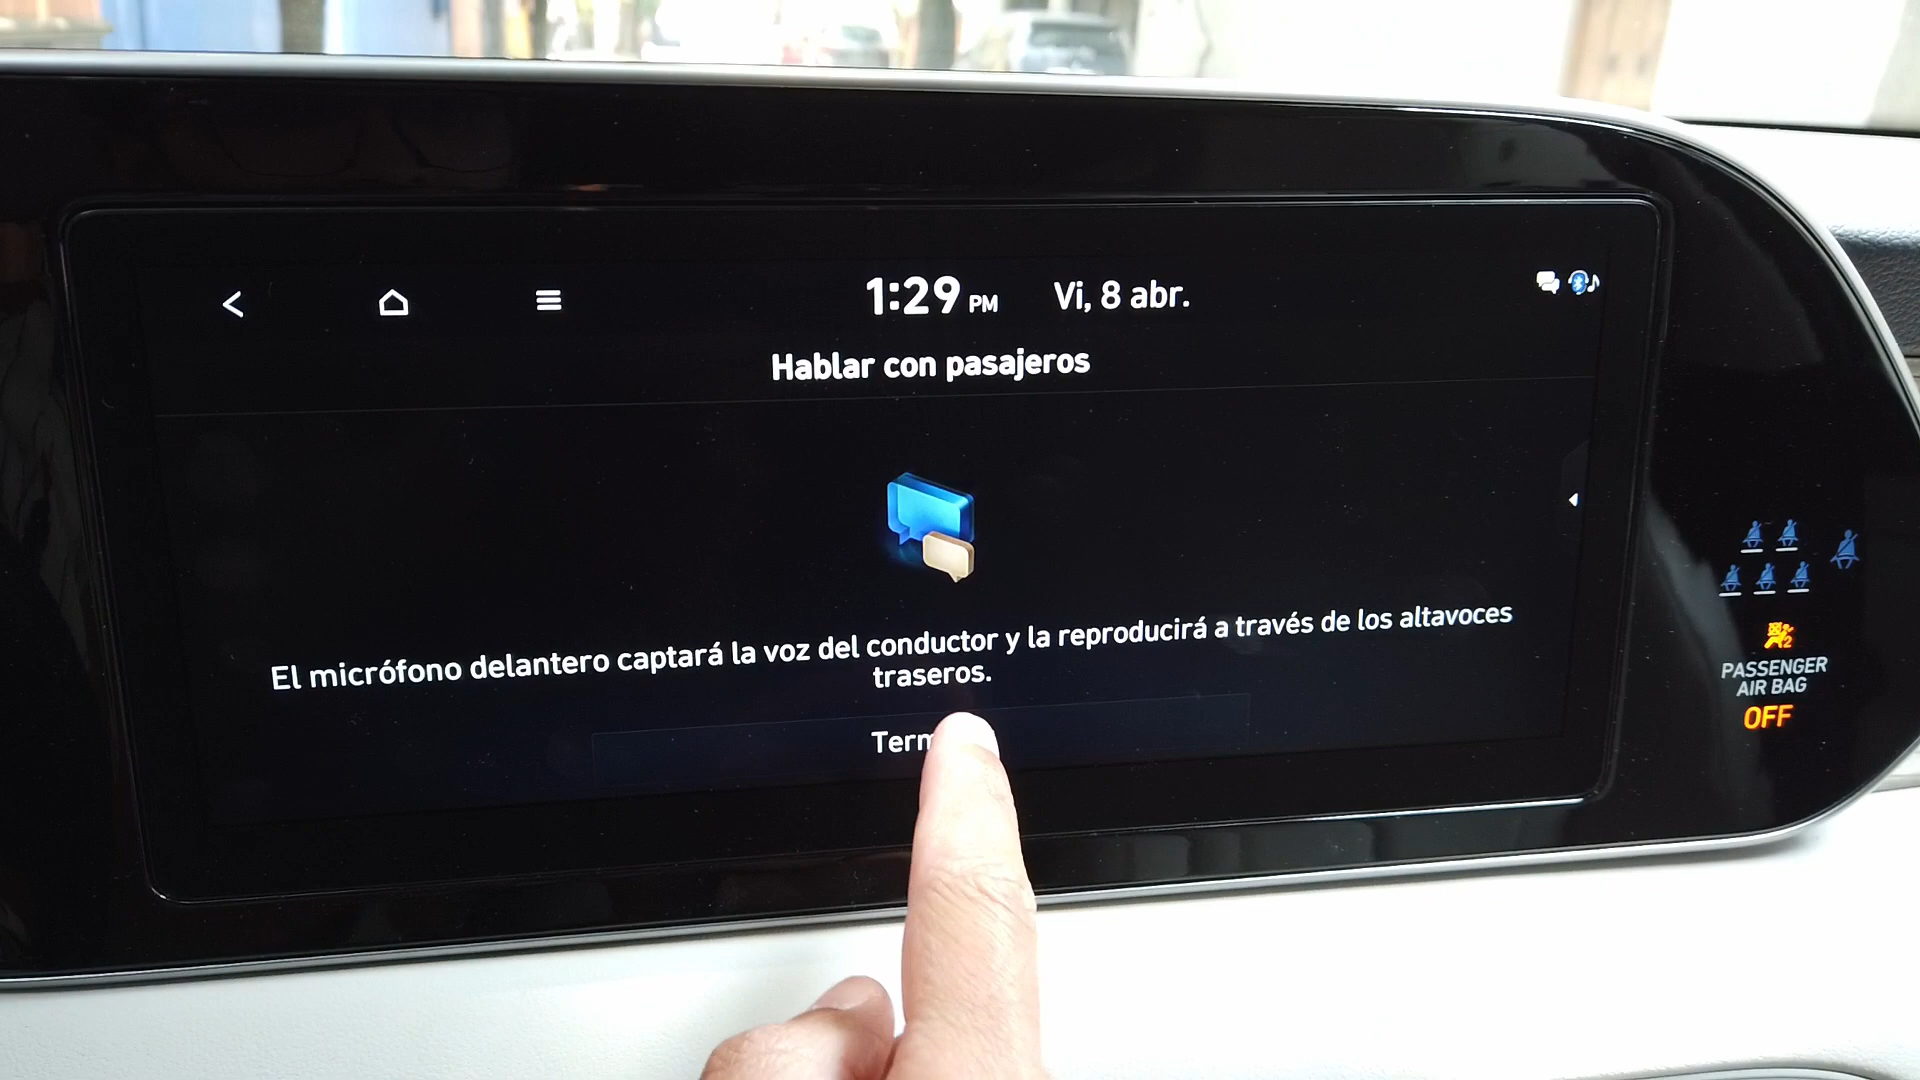 1:29 PM Vi, 8 abr.
Hablar con pasajeros
El micrófono delantero captará la voz del conductor y la reproducirá a través de los altavoces
traseros.
2
PASSENGER
AIR BAG
OFF